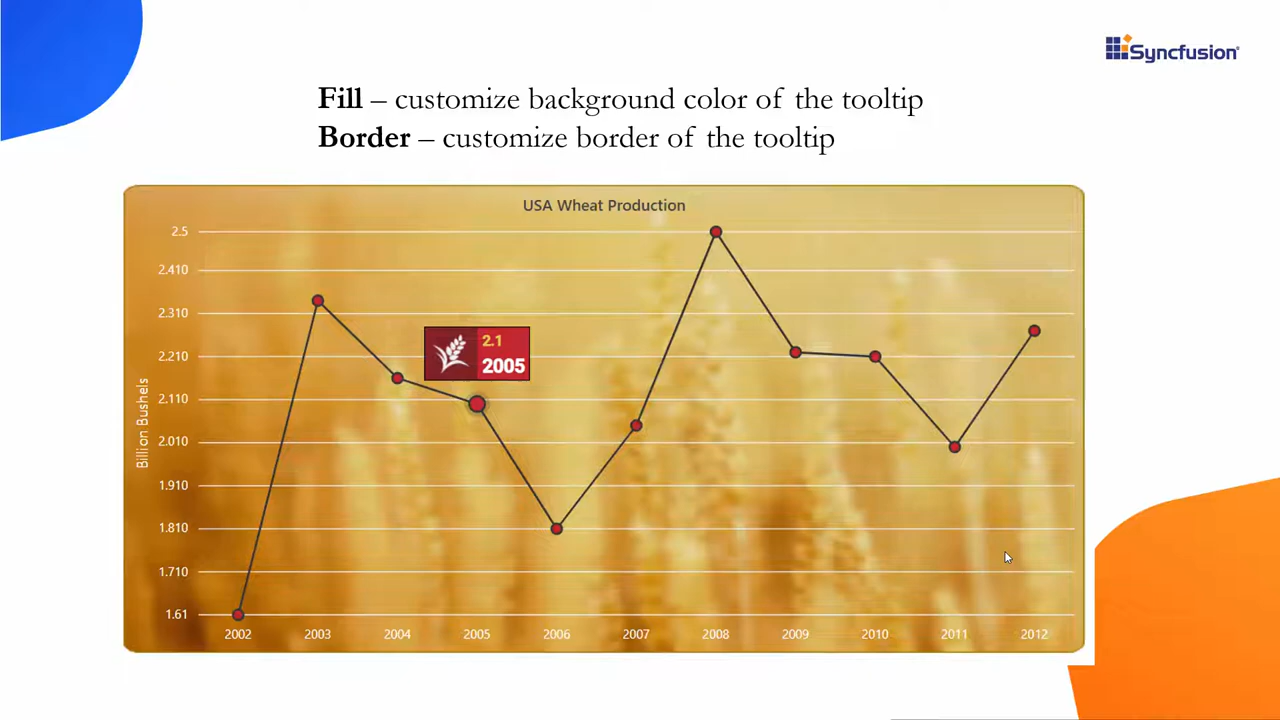 Syncfusion
Fill – customize background color of the tooltip
Border – customize border of the tooltip
USA Wheat Production
2.5
2.410
2.310
2.210
2.110
2.010
1.910
1.810
1.710
1.61
Billion Bushels
2.1
2005
2002 2003 2004 2005 2006 2007 2008 2009 2010 2011 2012